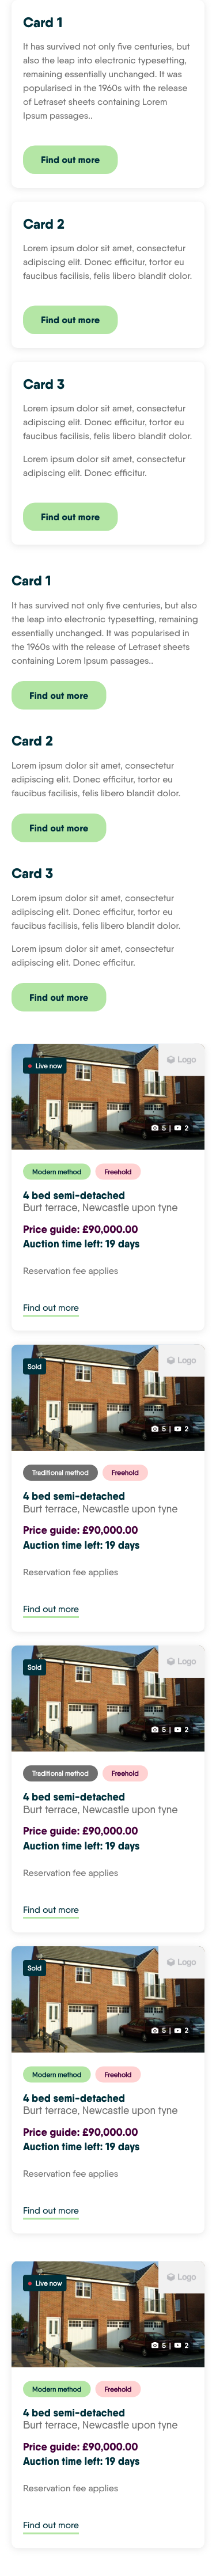 Card 1
It has survived not only five centuries, but
also the leap into electronic typesetting,
remaining essentially unchanged. It was
popularised in the 1960s with the release
of Letraset sheets containing Lorem
Ipsum passages..
Find out more
Card 2
Lorem ipsum dolor sit amet, consectetur
adipiscing elit. Donec efficitur, tortor eu
faucibus facilisis, felis libero blandit dolor.
Find out more
Card 3
Lorem ipsum dolor sit amet, consectetur
adipiscing elit. Donec efficitur, tortor eu
faucibus facilisis, felis libero blandit dolor.
Lorem ipsum dolor sit amet, consectetur
adipiscing elit. Donec efficitur.
Find out more
Card 1
It has survived not only five centuries, but also
the leap into electronic typesetting, remaining
essentially unchanged. It was popularised in
the 1960s with the release of Letraset sheets
containing Lorem Ipsum passages..
Find out more
Card 2
Lorem ipsum dolor sit amet, consectetur
adipiscing elit. Donec efficitur, tortor eu
faucibus facilisis, felis libero blandit dolor.
Find out more
Card 3
Lorem ipsum dolor sit amet, consectetur
adipiscing elit. Donec efficitur, tortor eu
faucibus facilisis, felis libero blandit dolor.
Lorem ipsum dolor sit amet, consectetur
adipiscing elit. Donec efficitur.
Find out more
Logo
Live now
5 | 2
Modern method Freehold
4 bed semi-detached
Burt terrace, Newcastle upon tyne
Price guide: £90,000.00
Auction time left: 19 days
Reservation fee applies
Find out more
Logo
Sold
5 | 2
Traditional method Freehold
4 bed semi-detached
Burt terrace, Newcastle upon tyne
Price guide: £90,000.00
Auction time left: 19 days
Reservation fee applies
Find out more
Logo
Sold
5 | 2
Traditional method Freehold
4 bed semi-detached
Burt terrace, Newcastle upon tyne
Price guide: £90,000.00
Auction time left: 19 days
Reservation fee applies
Find out more
Logo
Sold
5 | 2
Modern method Freehold
4 bed semi-detached
Burt terrace, Newcastle upon tyne
Price guide: £90,000.00
Auction time left: 19 days
Reservation fee applies
Find out more
Logo
Live now
5 | 2
Modern method Freehold
4 bed semi-detached
Burt terrace, Newcastle upon tyne
Price guide: £90,000.00
Auction time left: 19 days
Reservation fee applies
Find out more